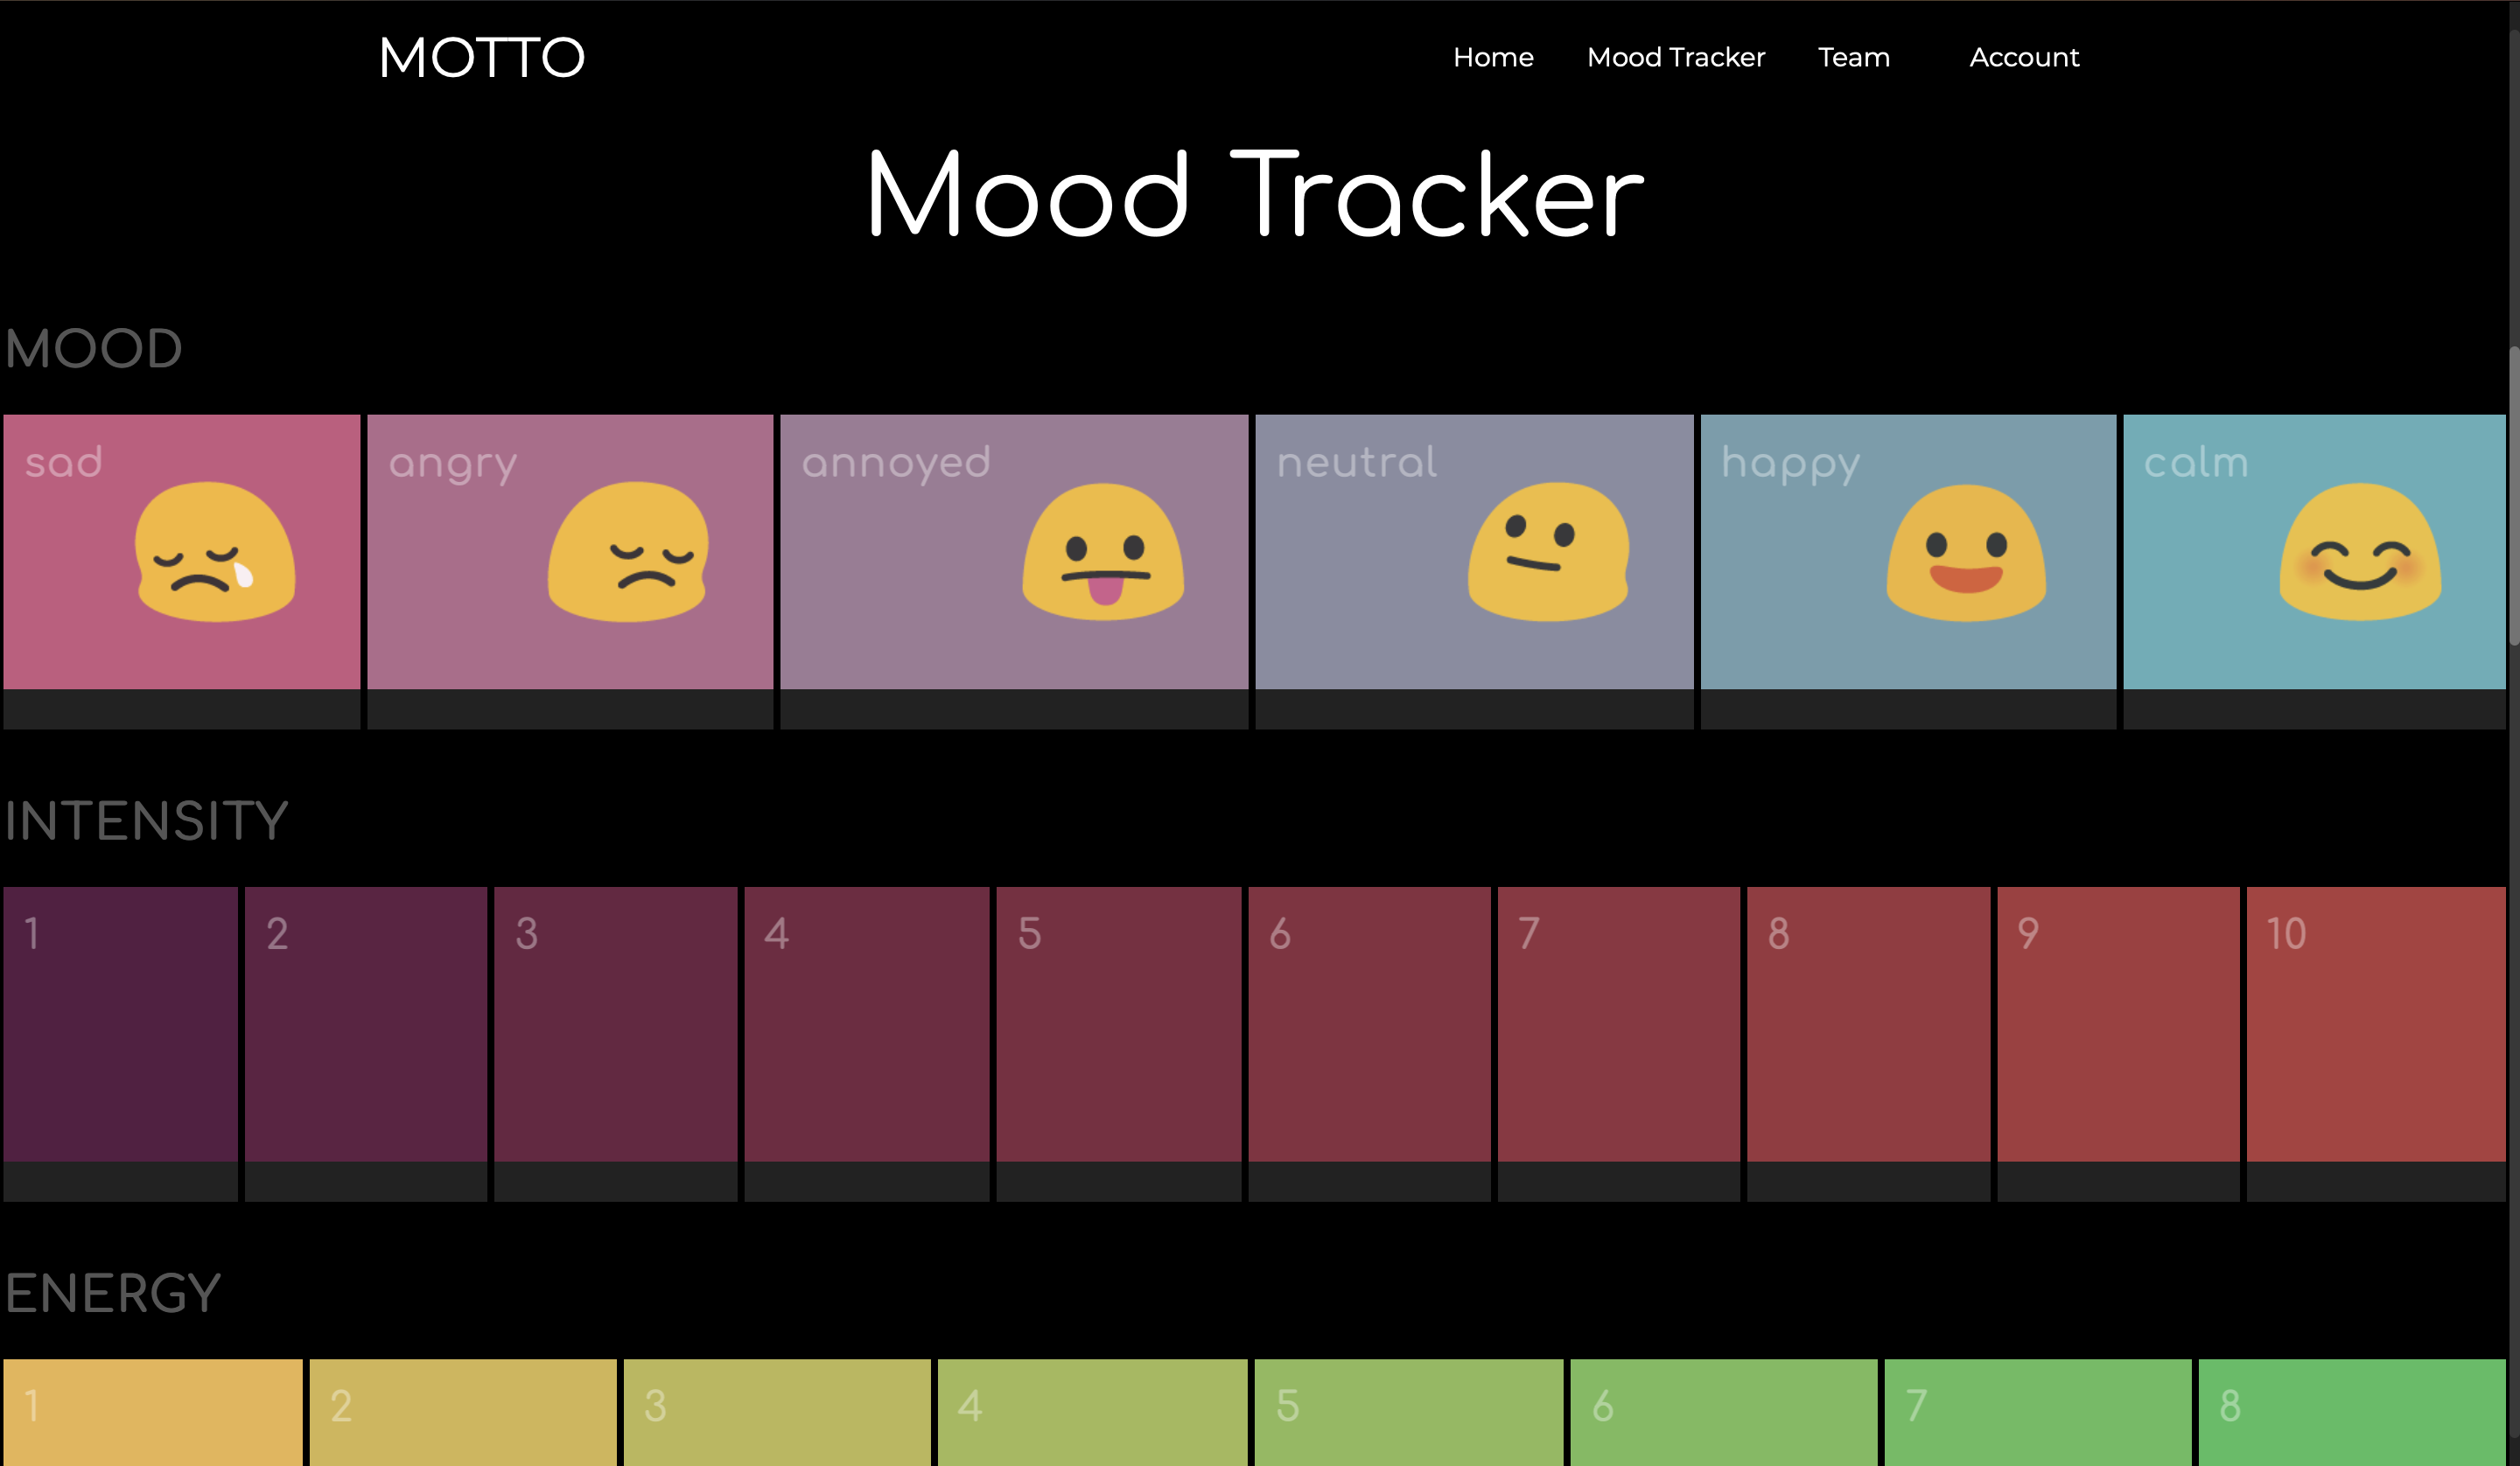 MOTTO
Home Mood Tracker Team Account
Mood Tracker
MOOD
sad angry annoyed neutral happy calm
INTENSITY
1 2 3 4 5 6 7 8 9 10
ENERGY
1 2 3 4 5 6 7 8